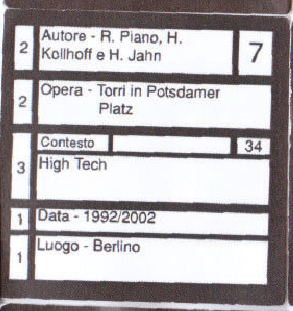 2 Autore - R. Piano, H. 7
Kollhoff e H. Jahn
2 Opera - Torri in Potsdamer
Platz
Contesto 34
3 High Tech
1 Data - 1992/2002
1 Luogo - Berlino